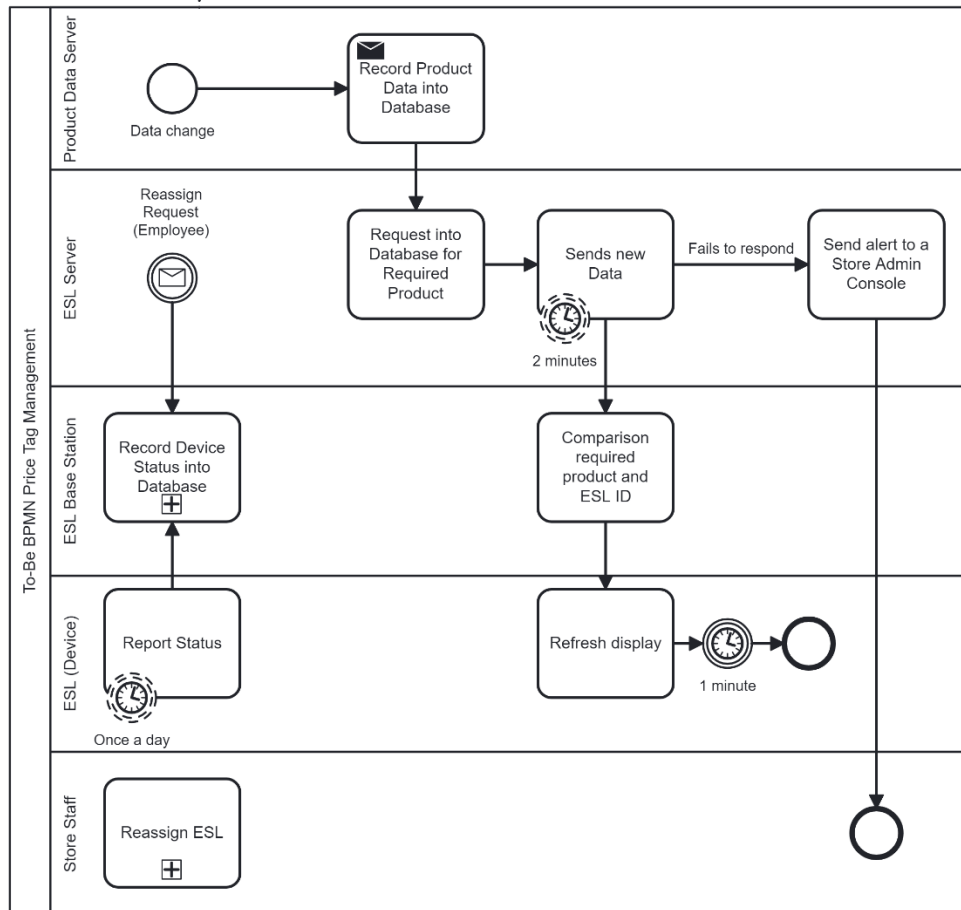 To-Be BPMN Price Tag Management
Product Data Server
Data change
Record Product
Data into
Database
ESL Server
Reassign
Request
(Employee)
Request into
Database for
Required
Product
Sends new
Data
2 minutes
Fails to respond
Send alert to a
Store Admin
Console
ESL Base Station
Record Device
Status into
Database
Comparison
required
product and
ESL ID
ESL (Device)
Report Status
Once a day
Refresh display
1 minute
Store Staff
Reassign ESL